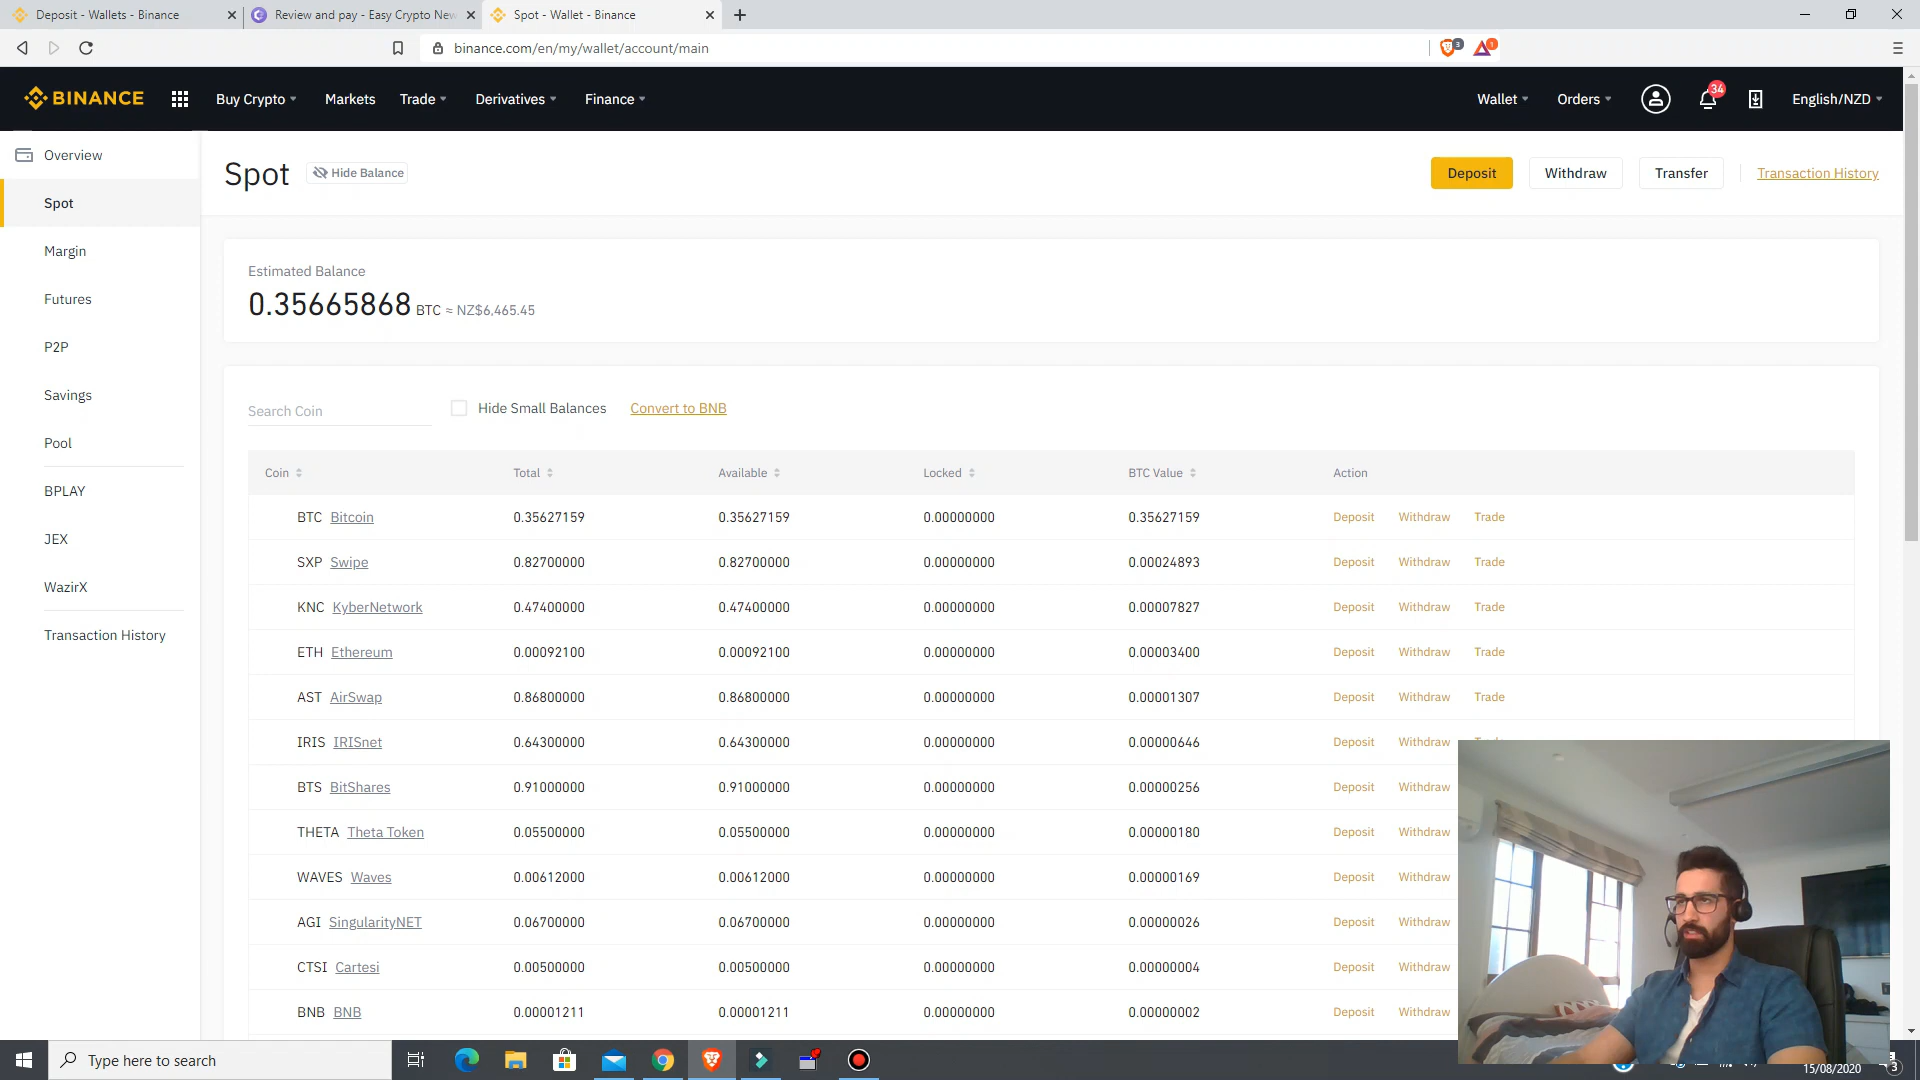 Deposit - Wallets - Binance
Review and pay - Easy Crypto New
Spot - Wallet - Binance
binance.com/en/my/wallet/account/main
3
1
BINANCE
Buy Crypto
Markets
Trade
Derivatives
Finance
Wallet
Orders
34
English/NZD
Overview
Spot
Margin
Futures
P2P
Savings
Pool
BPLAY
JEX
WazirX
Transaction History
Spot
Hide Balance
Deposit
Withdraw
Transfer
Transaction History
Estimated Balance
0.35665868 BTC ≈ NZ$6,465.45
Search Coin
Hide Small Balances
Convert to BNB
Coin Total Available Locked BTC Value Action
BTC Bitcoin 0.35627159 0.35627159 0.00000000 0.35627159 Deposit Withdraw Trade
SXP Swipe 0.82700000 0.82700000 0.00000000 0.00024893 Deposit Withdraw Trade
KNC KyberNetwork 0.47400000 0.47400000 0.00000000 0.00007827 Deposit Withdraw Trade
ETH Ethereum 0.00092100 0.00092100 0.00000000 0.00003400 Deposit Withdraw Trade
AST AirSwap 0.86800000 0.86800000 0.00000000 0.00001307 Deposit Withdraw Trade
IRIS IRISnet 0.64300000 0.64300000 0.00000000 0.00000646 Deposit Withdraw
BTS BitShares 0.91000000 0.91000000 0.00000000 0.00000256 Deposit Withdraw
THETA Theta Token 0.05500000 0.05500000 0.00000000 0.00000180 Deposit Withdraw
WAVES Waves 0.00612000 0.00612000 0.00000000 0.00000169 Deposit Withdraw
AGI SingularityNET 0.06700000 0.06700000 0.00000000 0.00000026 Deposit Withdraw
CTSI Cartesi 0.00500000 0.00500000 0.00000000 0.00000004 Deposit Withdraw
BNB BNB 0.00001211 0.00001211 0.00000000 0.00000002 Deposit Withdraw
Type here to search
15/08/2020
3